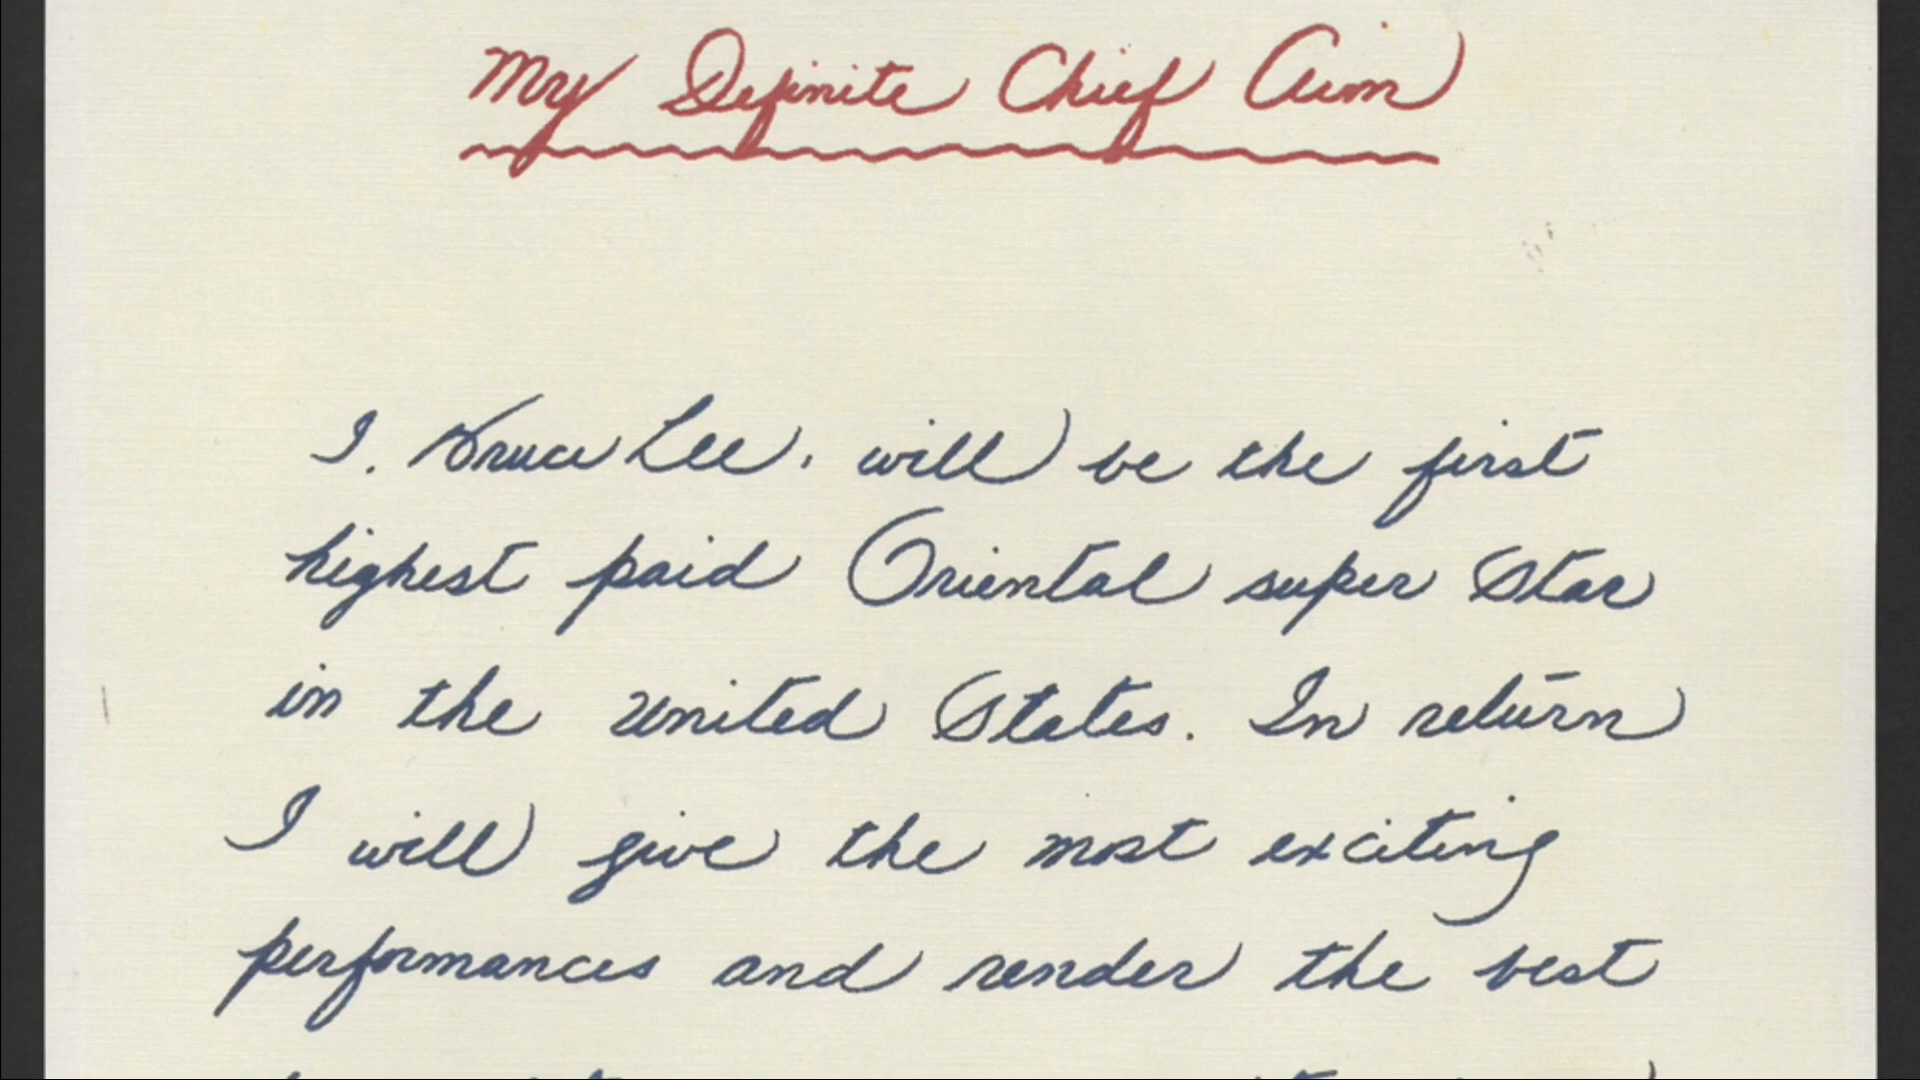 My Definite Chief Aim
I, Bruce Lee, will be the first
highest paid Oriental super Star
in the United States. In return
I will give the most exciting
performances and render the best